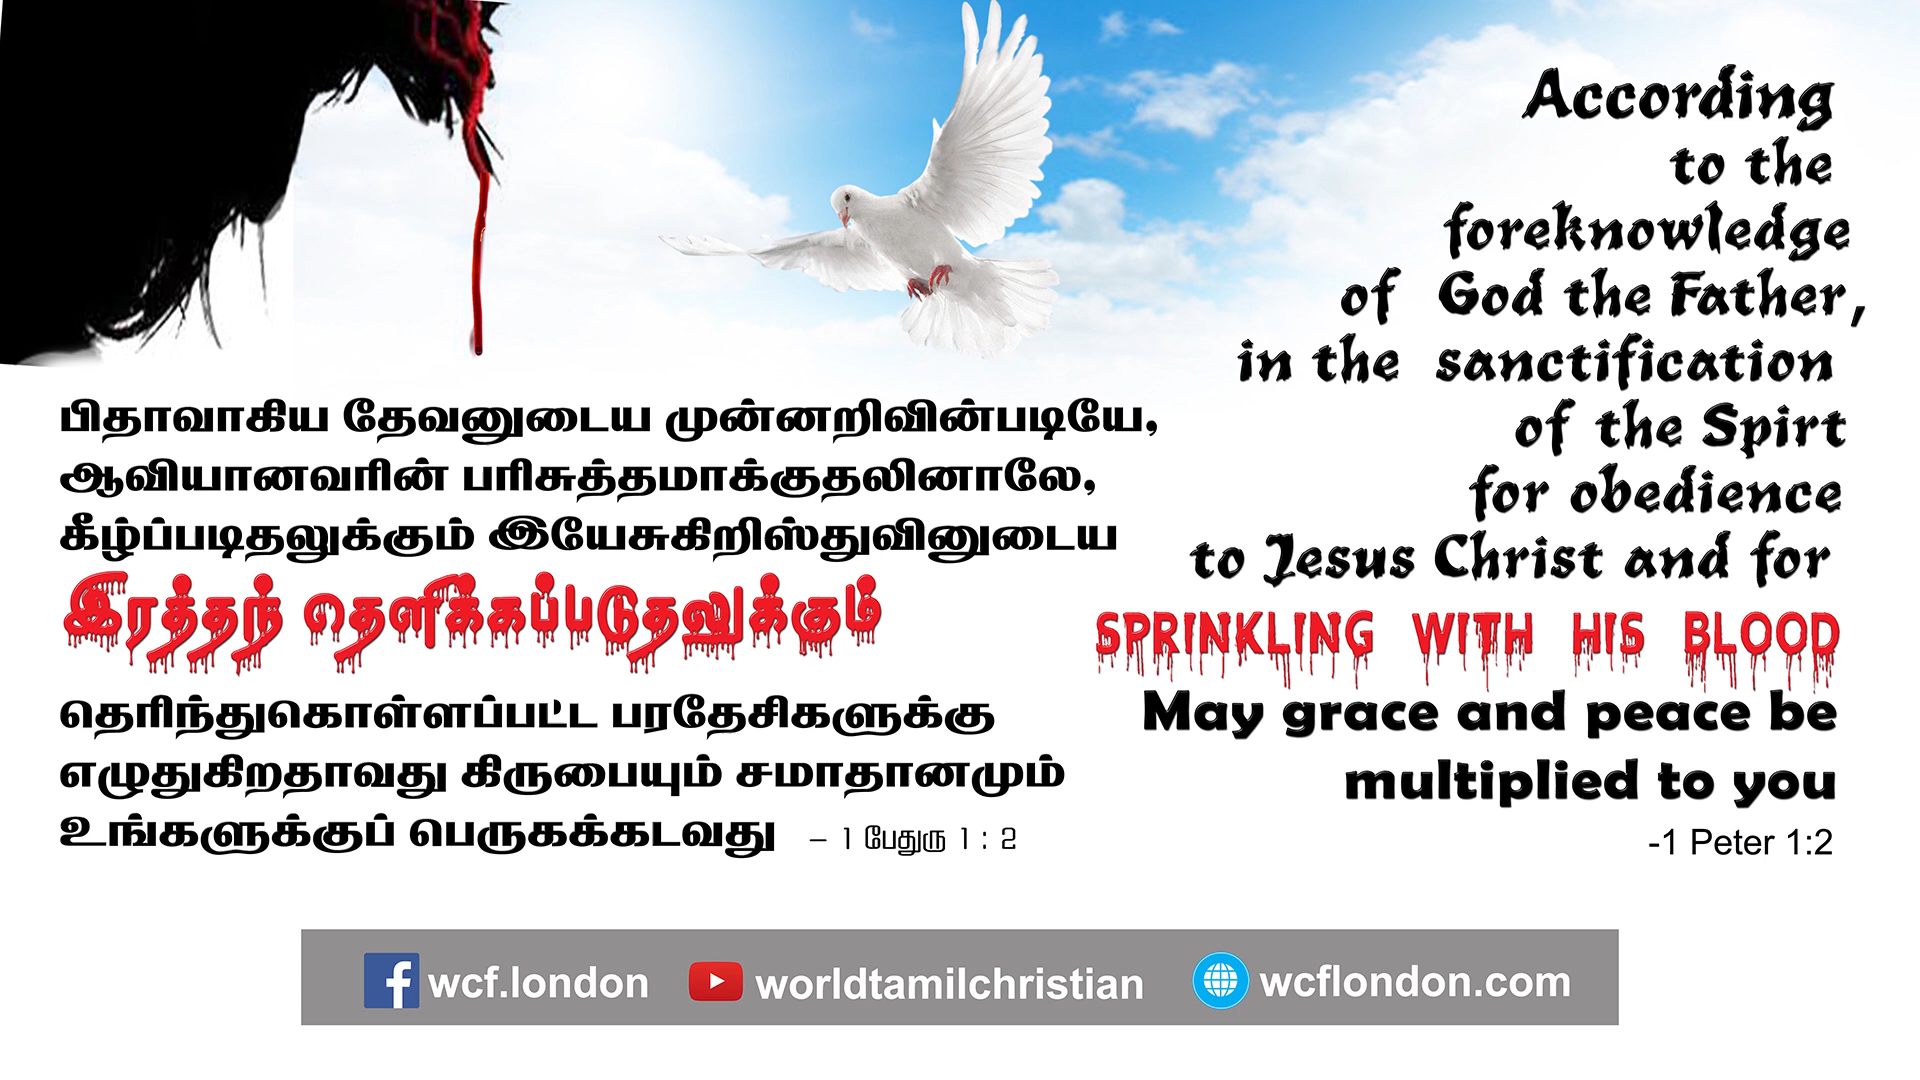 பிதாவாகிய தேவனுடைய முன்னறிவின்படியே,
ஆவியானவரின் பரிசுத்தமாக்குதலினாலே,
கீழ்ப்படிதலுக்கும் இயேசுகிறிஸ்துவினுடைய
இரத்தந் தெளிக்கப்படுதலுக்கும்
தெரிந்துகொள்ளப்பட்ட பரதேசிகளுக்கு
எழுதுகிறதாவது கிருபையும் சமாதானமும்
உங்களுக்குப் பெருகக்கடவது – 1 பேதுரு 1 : 2
According
to the
foreknowledge
of God the Father,
in the sanctification
of the Spirt
for obedience
to Jesus Christ and for
SPRINKLING WITH HIS BLOOD
May grace and peace be
multiplied to you
-1 Peter 1:2
wcf.london worldtamilchristian wcflondon.com